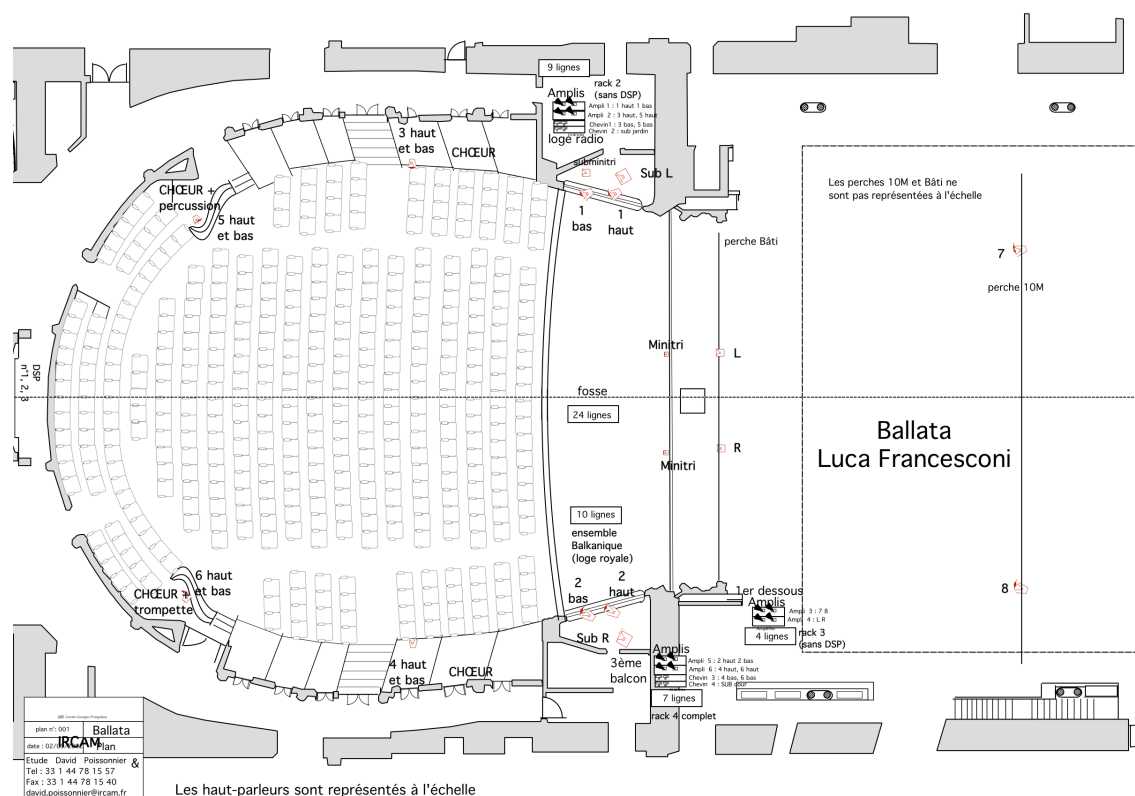 9 lignes
rack 2
(sans DSP)
Amplis
Ampli 1 : 1 haut 1 bas
Ampli 2 : 3 haut, 5 haut
Chevin1 : 3 bas, 5 bas
Chevin 2 : sub jardin
loge radio
subminitri
Sub L
1
bas
1
haut
3 haut
et bas
CHŒUR
CHŒUR +
percussion
5 haut
et bas
Les perches 10M et Bâti ne
sont pas représentées à l'échelle
perche Bâti
7
perche 10M
Minitri
L
DSP
n°1, 2, 3
fosse
24 lignes
Ballata
Luca Francesconi
R
Minitri
10 lignes
ensemble
Balkanique
(loge royale)
2
bas
2
haut
6 haut
et bas
CHŒUR +
trompette
8
1er dessous
Amplis
Ampli 3 : 7 8
Ampli 4 : L R
4 lignes
rack 3
(sans DSP)
Sub R
3ème
balcon
Amplis
Ampli 5 : 2 haut 2 bas
Ampli 6 : 4 haut, 6 haut
Chevin 3 : 4 bas, 6 bas
Chevin 4 : SUB cour
7 lignes
rack 4 complet
4 haut
et bas
CHŒUR
plan n°: 001
Ballata
IRCAM
date : 02/
Plan
Etude David Poissonnier &
Tel : 33 1 44 78 15 57
Fax : 33 1 44 78 15 40
david.poissonnier@ircam.fr
Les haut-parleurs sont représentés à l'échelle